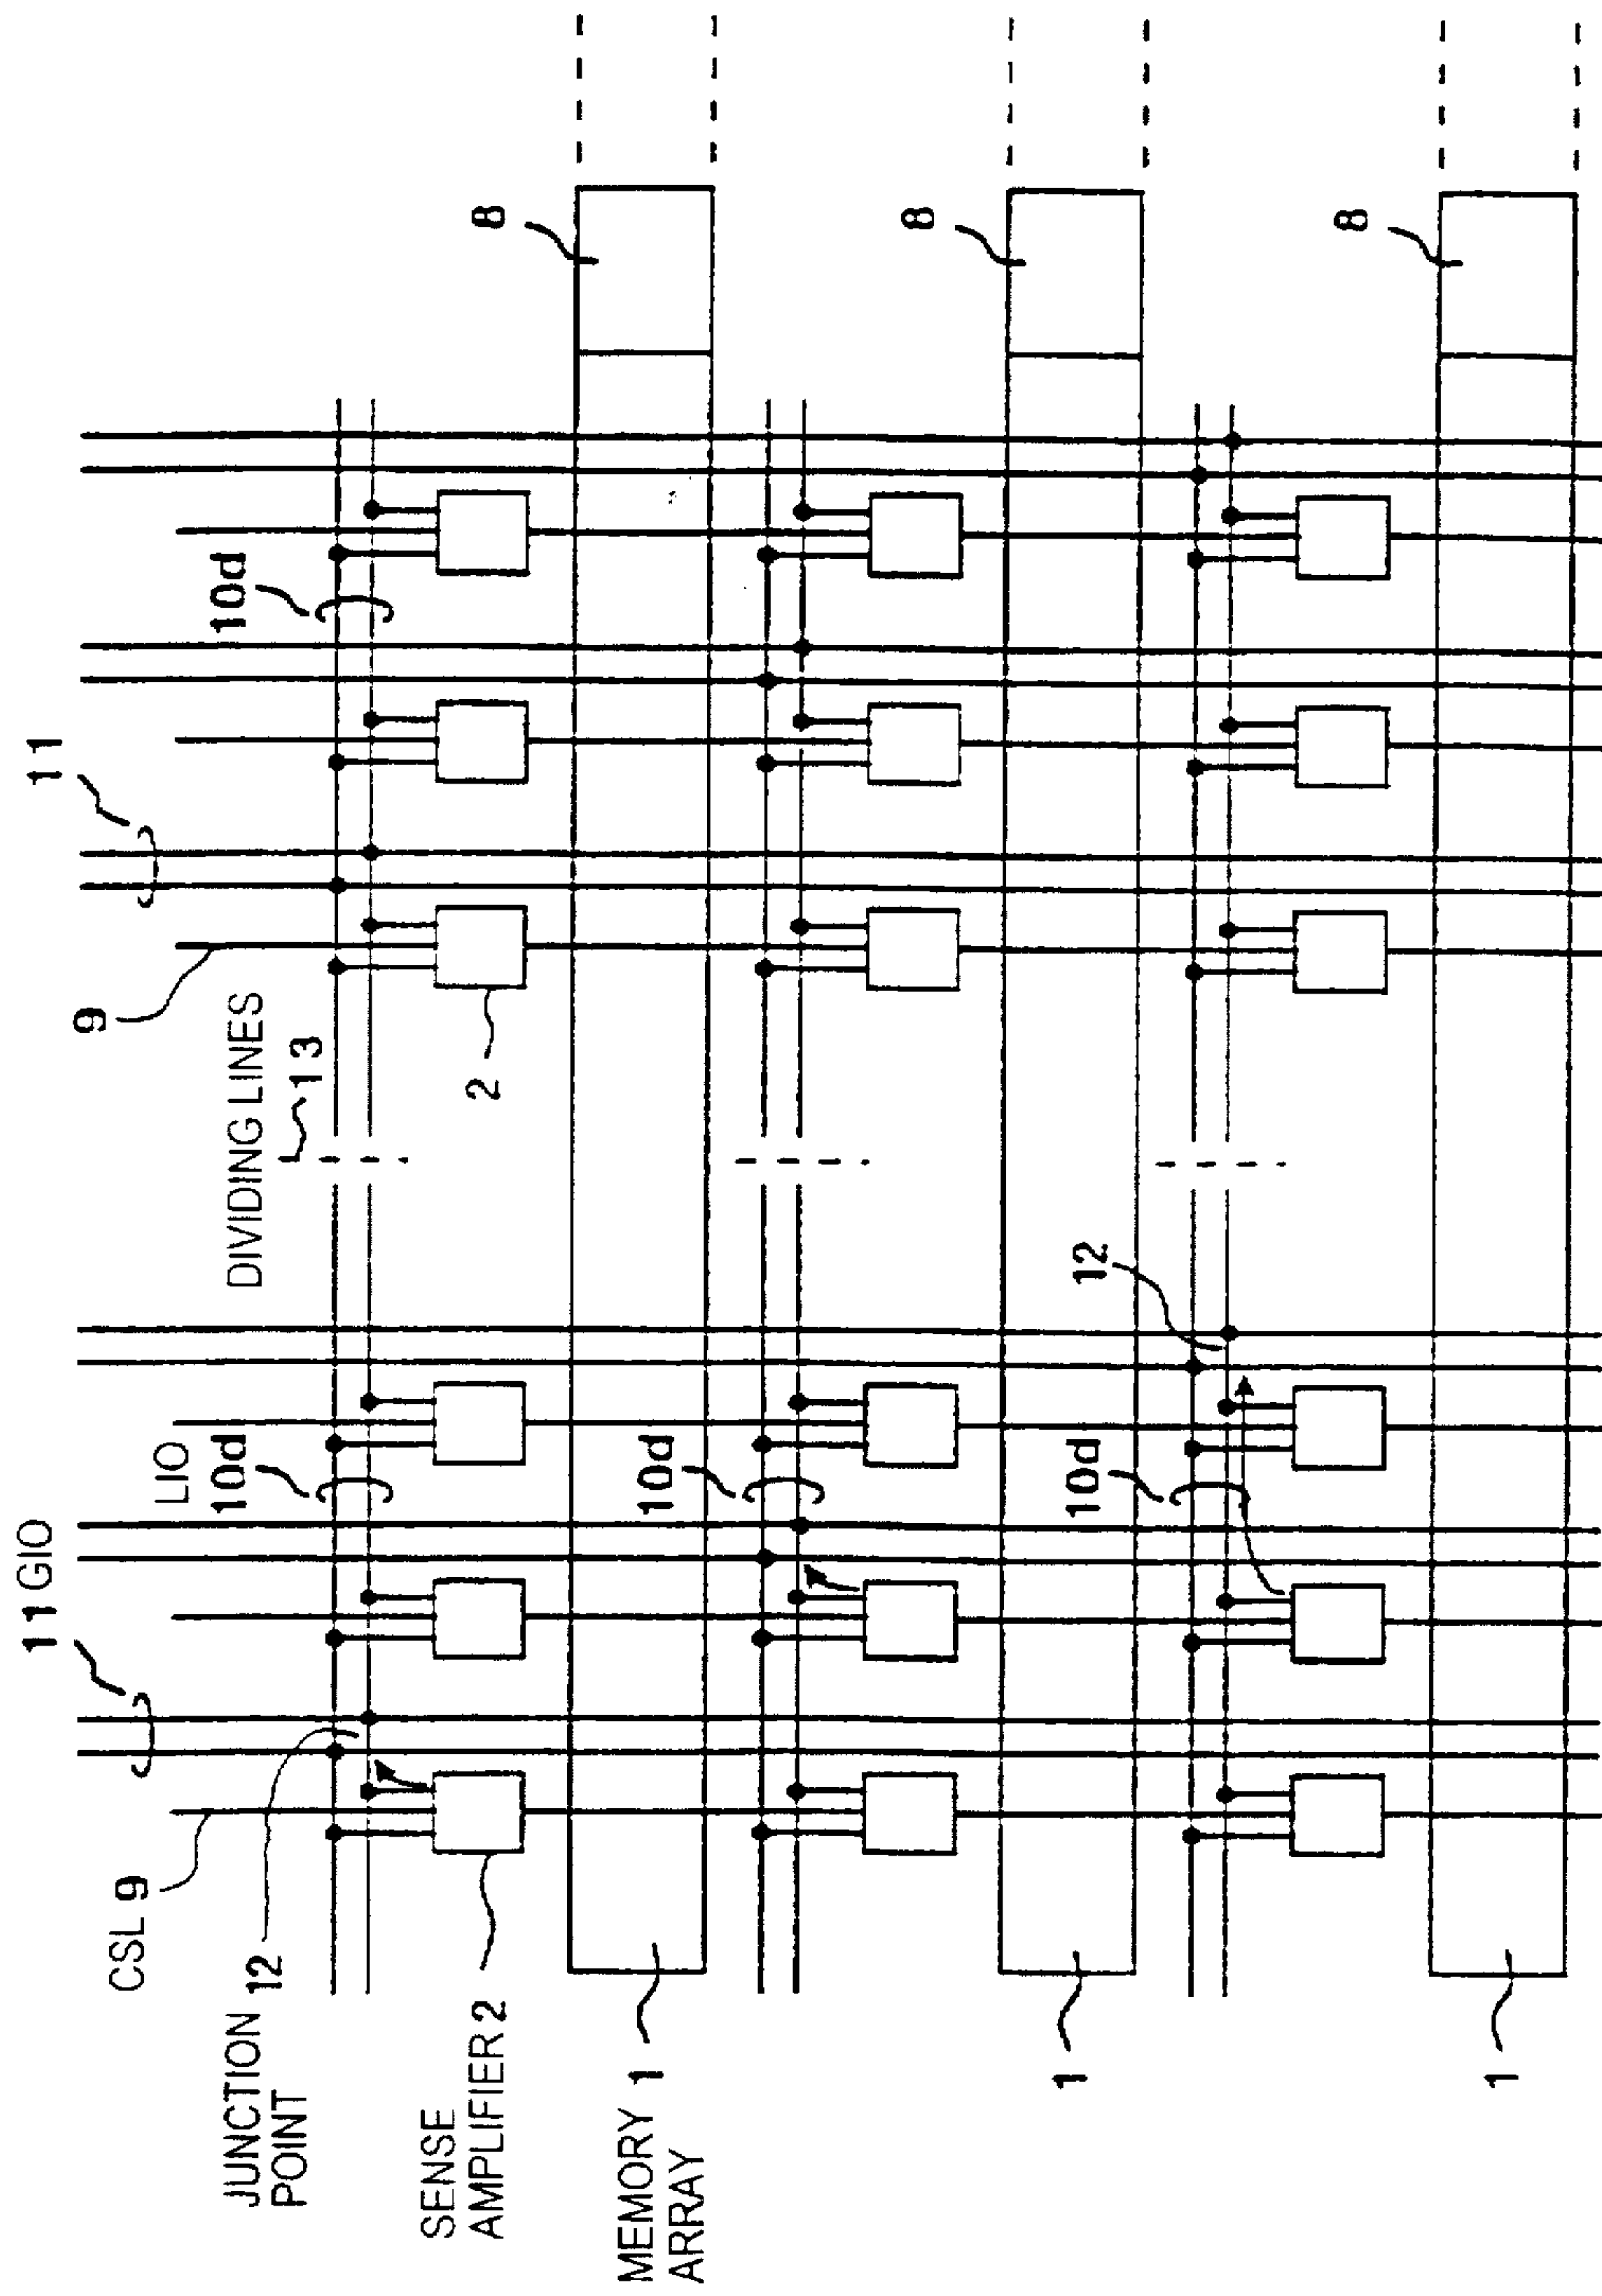 11 GIO
11
CSL 9
9
LIO
10d
10d
DIVIDING LINES
13
JUNCTION 12
POINT
SENSE
AMPLIFIER 2
2
8
MEMORY 1
ARRAY
10d
8
1
10d
12
8
1